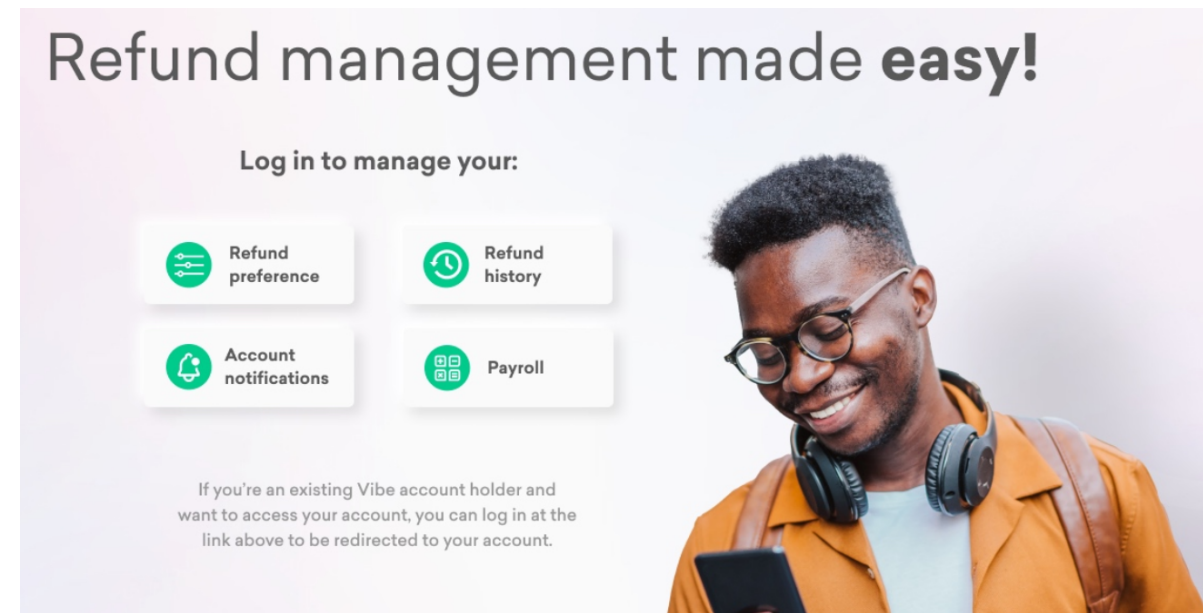 Refund management made easy!
Log in to manage your:
Refund
preference
Refund
history
Account
notifications
Payroll
If you're an existing Vibe account holder and
want to access your account, you can log in at the
link above to be redirected to your account.